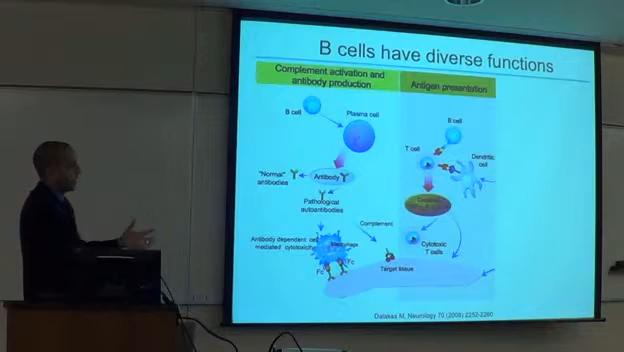 B cells have diverse functions
Complement activation and
antibody production
Antigen presentation
B cell
Plasma cell
"Normal"
antibodies
Antibody
Pathological
autoantibodies
Antibody dependent cell
mediated cytotoxicity
Macrophage
Fc
Fc
Complement
Target tissue
B cell
T cell
Dendritic
cell
Cytotoxic
T cells
Dalakas M, Neurology 70 (2008) 2252-2260